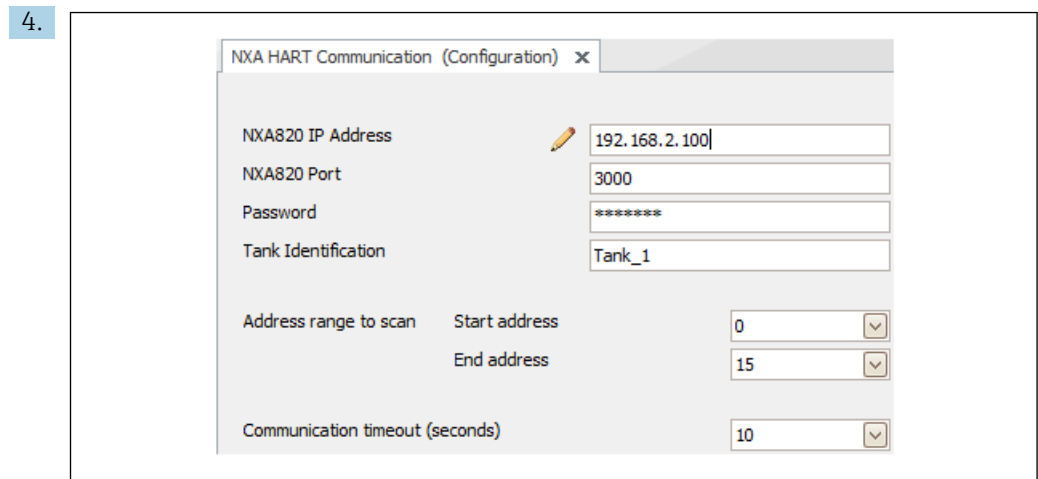 4.
NXA HART Communication (Configuration) x
NXA820 IP Address 192.168.2.100
NXA820 Port 3000
Password *******
Tank Identification Tank_1
Address range to scan Start address 0
End address 15
Communication timeout (seconds) 10